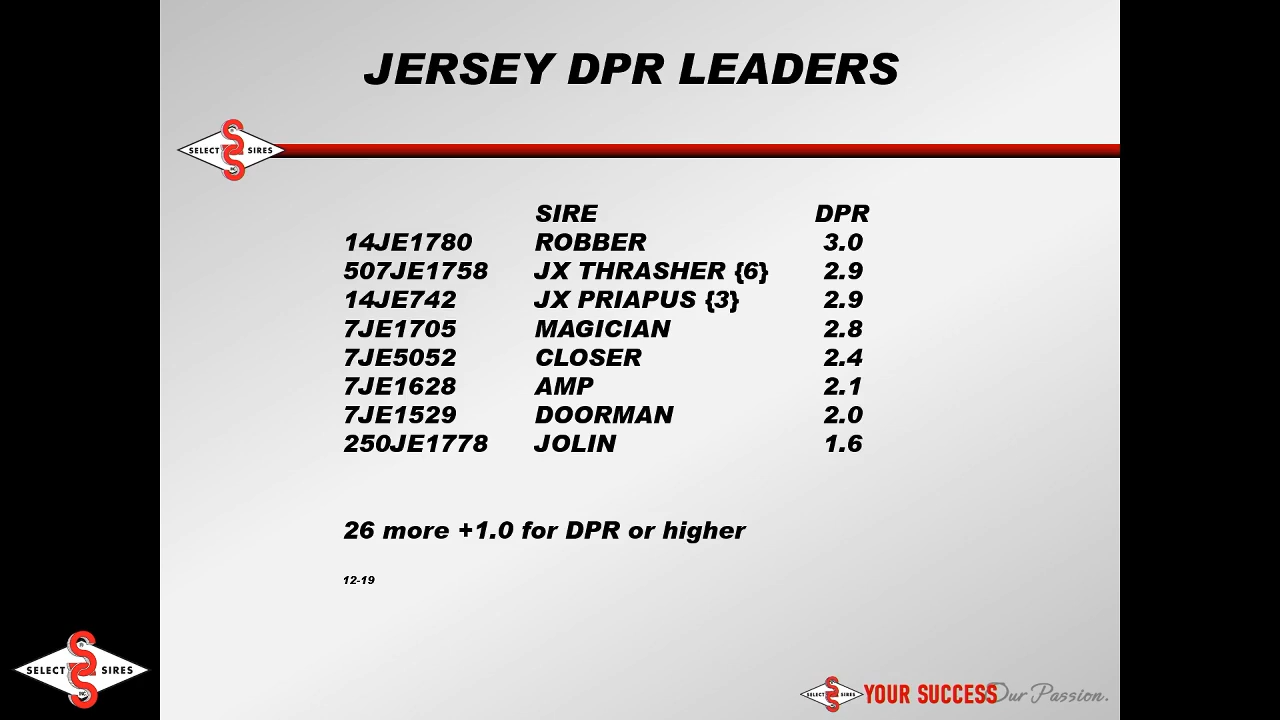 JERSEY DPR LEADERS
SELECT SIRES
SIRE DPR
14JE1780 ROBBER 3.0
507JE1758 JX THRASHER {6} 2.9
14JE742 JX PRIAPUS {3} 2.9
7JE1705 MAGICIAN 2.8
7JE5052 CLOSER 2.4
7JE1628 AMP 2.1
7JE1529 DOORMAN 2.0
250JE1778 JOLIN 1.6
26 more +1.0 for DPR or higher
12-19
SELECT SIRES INC
SELECT SIRES YOUR SUCCESS Our Passion.